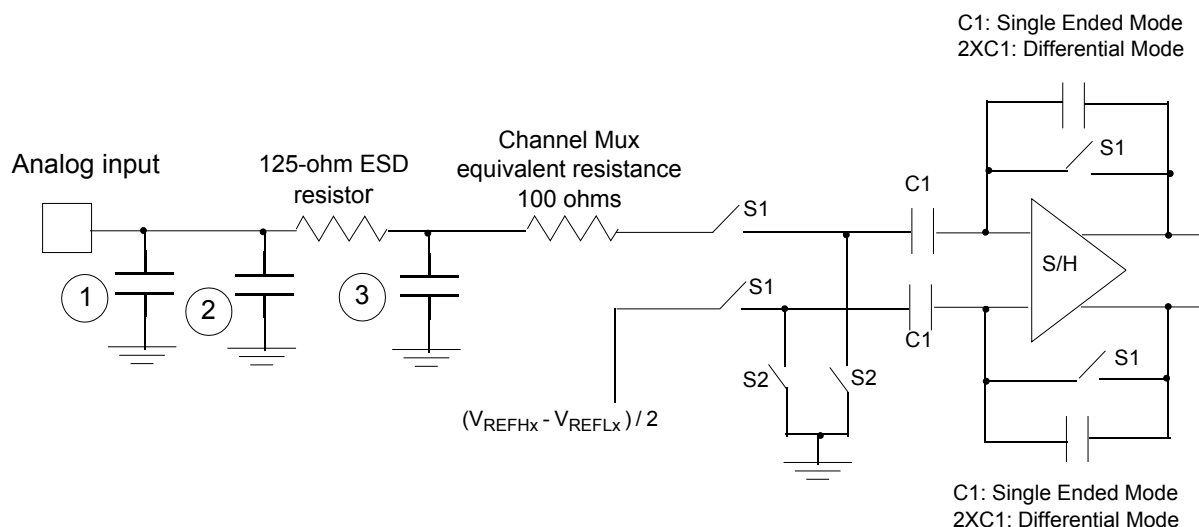 C1: Single Ended Mode
2XC1: Differential Mode
Analog input
125-ohm ESD
resistor
Channel Mux
equivalent resistance
100 ohms
S1
C1
S1
S/H
1
2
3
S1
C1
S2
S2
S1
(VREFHx - VREFLx) / 2
C1: Single Ended Mode
2XC1: Differential Mode